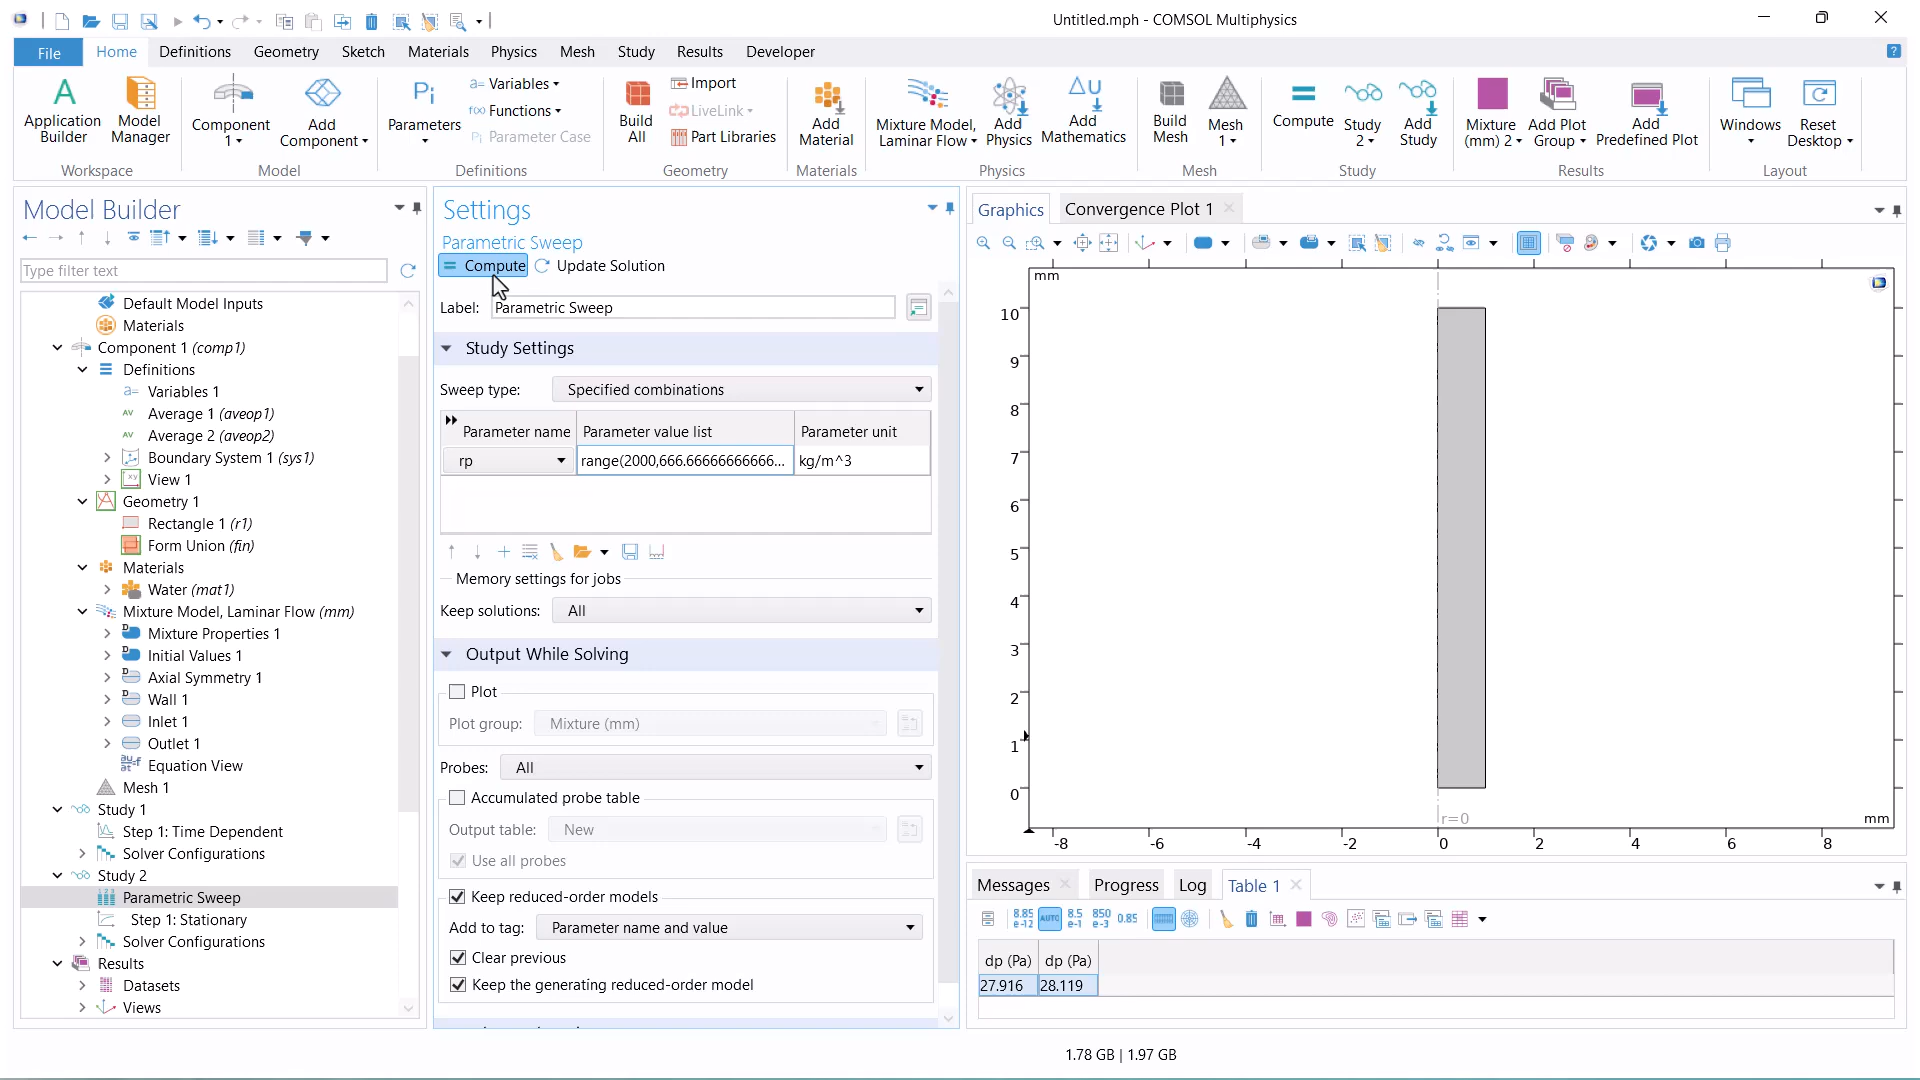 Untitled.mph - COMSOL Multiphysics
File Home Definitions Geometry Sketch Materials Physics Mesh Study Results Developer
Application Builder
Model Manager
Workspace
Component 1
Add Component
Model
Parameters
a= Variables
f(x) Functions
Pi Parameter Case
Definitions
Build All
Import
LiveLink
Part Libraries
Geometry
Add Material
Materials
Mixture Model, Laminar Flow
Add Physics
Add Mathematics
Physics
Build Mesh
Mesh 1
Mesh
Compute
Study 2
Add Study
Study
Mixture (mm) 2
Add Plot Group
Add Predefined Plot
Results
Windows
Reset Desktop
Layout
Model Builder
Type filter text
Default Model Inputs
Materials
Component 1 (comp1)
Definitions
a= Variables 1
Average 1 (aveop1)
Average 2 (aveop2)
Boundary System 1 (sys1)
View 1
Geometry 1
Rectangle 1 (r1)
Form Union (fin)
Materials
Water (mat1)
Mixture Model, Laminar Flow (mm)
Mixture Properties 1
Initial Values 1
Axial Symmetry 1
Wall 1
Inlet 1
Outlet 1
Equation View
Mesh 1
Study 1
Step 1: Time Dependent
Solver Configurations
Study 2
Parametric Sweep
Step 1: Stationary
Solver Configurations
Results
Datasets
Views
Settings
Parametric Sweep
= Compute Update Solution
Label: Parametric Sweep
Study Settings
Sweep type: Specified combinations
Parameter name Parameter value list Parameter unit
rp range(2000,666.66666666666... kg/m^3
Memory settings for jobs
Keep solutions: All
Output While Solving
Plot
Plot group: Mixture (mm)
Probes: All
Accumulated probe table
Output table: New
Use all probes
Keep reduced-order models
Add to tag: Parameter name and value
Clear previous
Keep the generating reduced-order model
Graphics Convergence Plot 1
mm
10
9
8
7
6
5
4
3
2
1
0
r=0
mm
-8 -6 -4 -2 0 2 4 6 8
Messages Progress Log Table 1
8.85 e-12 AUTO 8.5 e-1 850 e-3 0.85
dp (Pa) dp (Pa)
27.916 28.119
1.78 GB | 1.97 GB